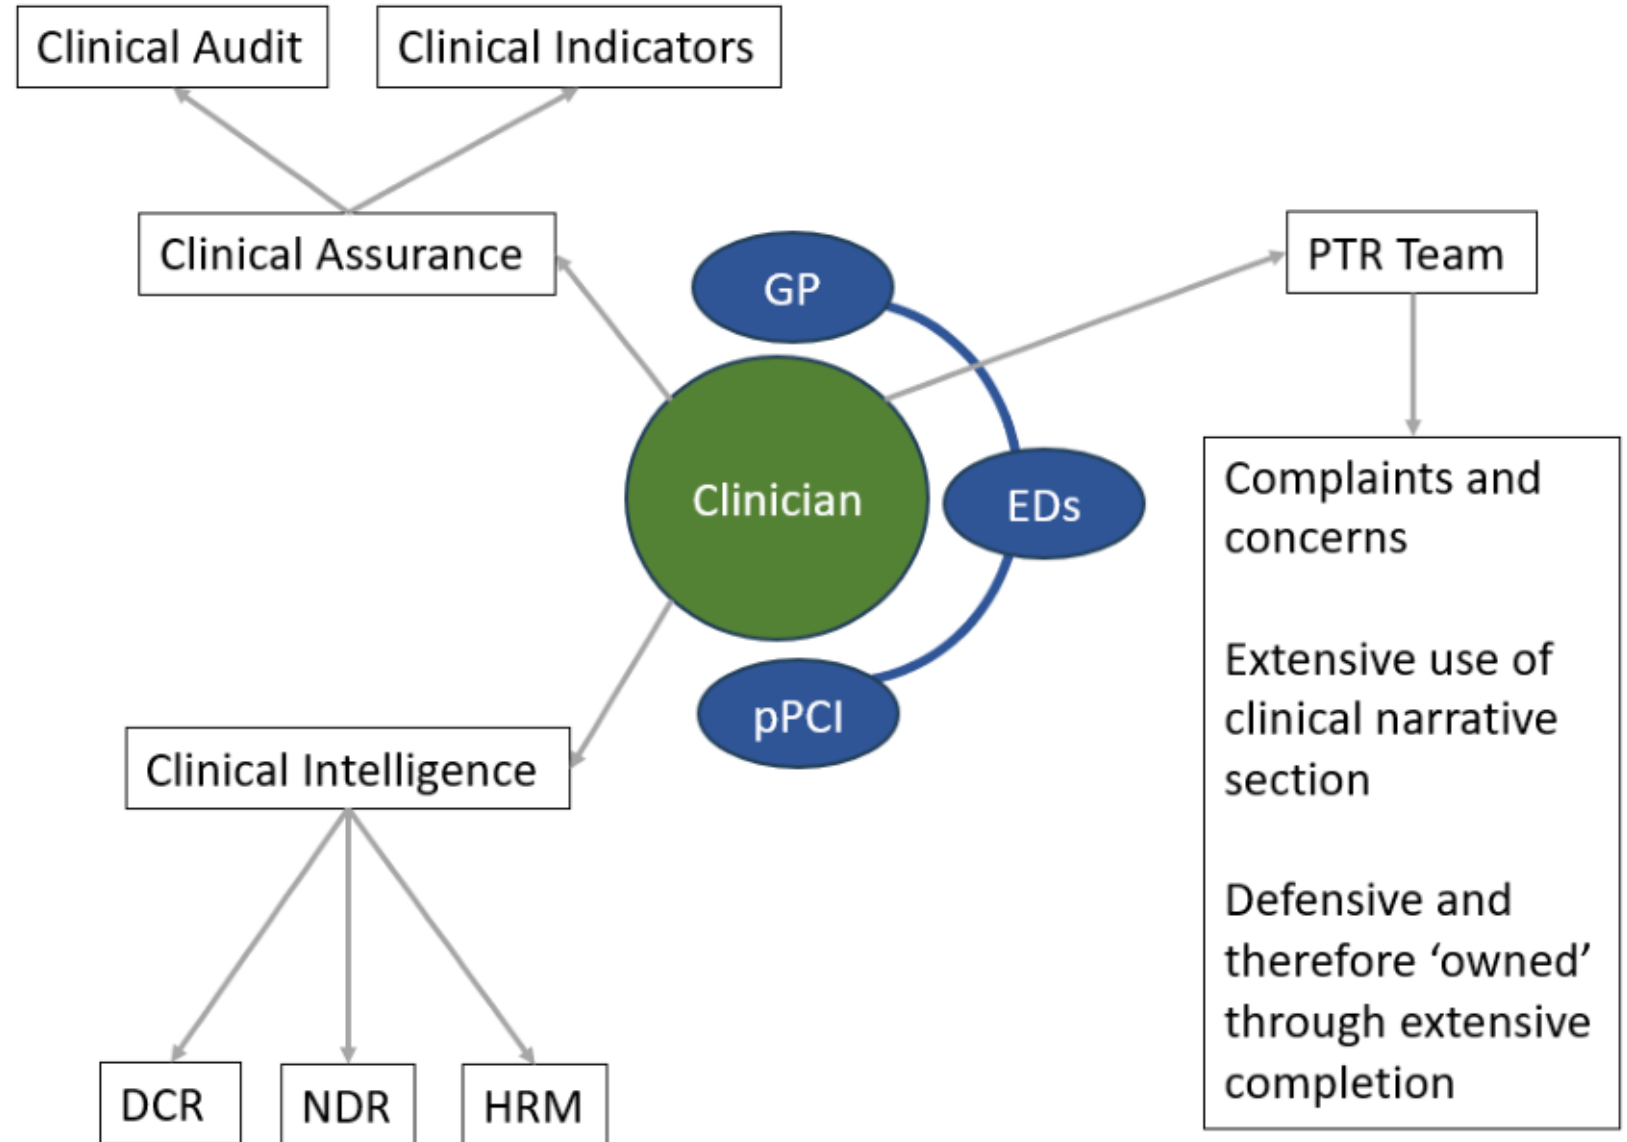 Clinical Audit
Clinical Indicators
Clinical Assurance
GP
PTR Team
Clinician
EDs
pPCI
Complaints and
concerns
Extensive use of
clinical narrative
section
Defensive and
therefore ‘owned’
through extensive
completion
Clinical Intelligence
DCR
NDR
HRM